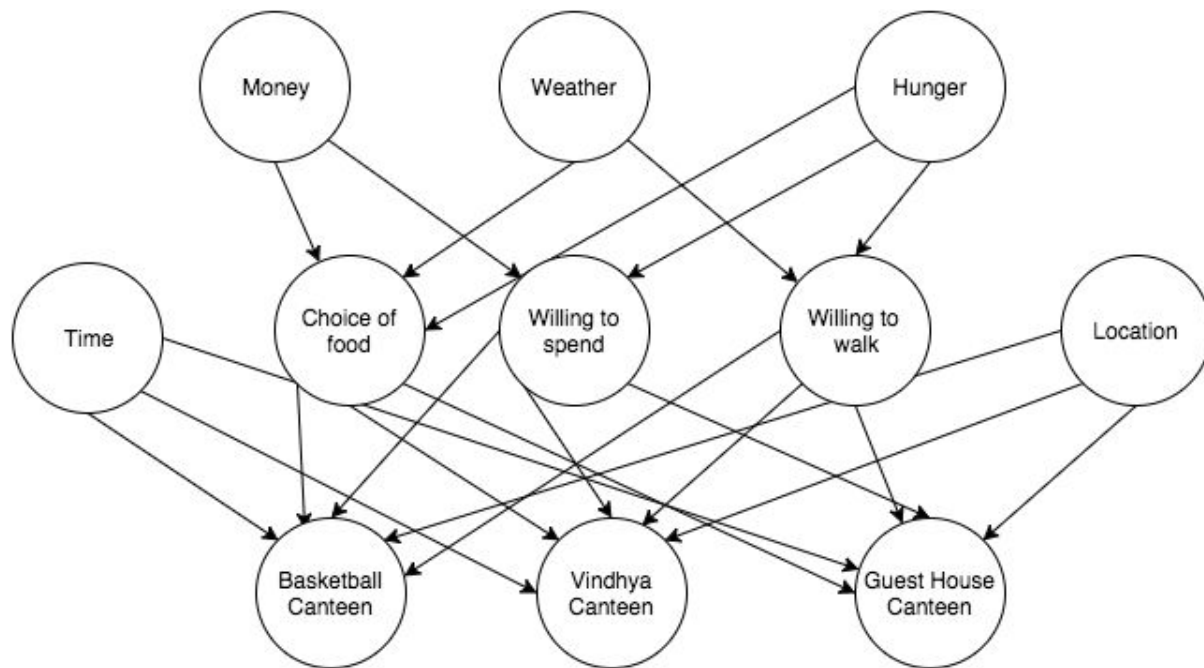 Money
Weather
Hunger
Time
Choice of
food
Willing to
spend
Willing to
walk
Location
Basketball
Canteen
Vindhya
Canteen
Guest House
Canteen